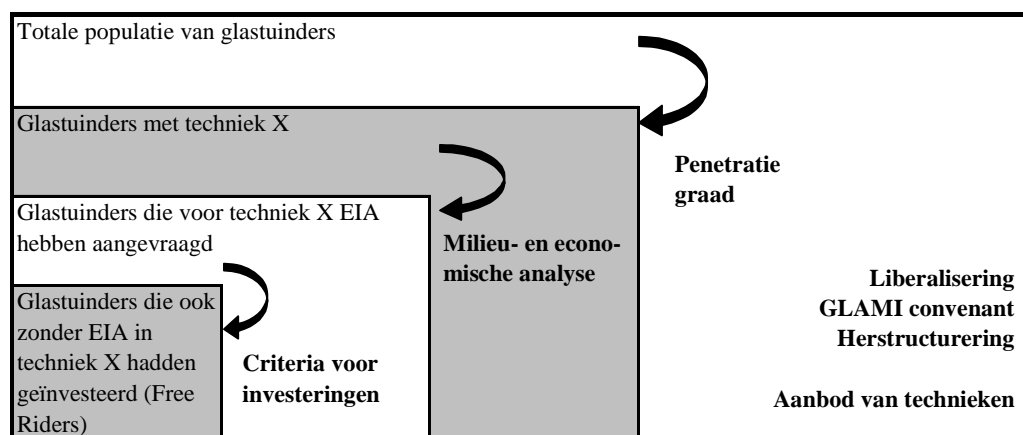 Totale populatie van glastuinders
Glastuinders met techniek X
Penetratie
graad
Glastuinders die voor techniek X EIA
hebben aangevraagd
Milieu- en econo-
mische analyse
Glastuinders die ook
zonder EIA in
techniek X hadden
geïnvesteerd (Free
Riders)
Criteria voor
investeringen
Liberalisering
GLAMI convenant
Herstructurering
Aanbod van technieken